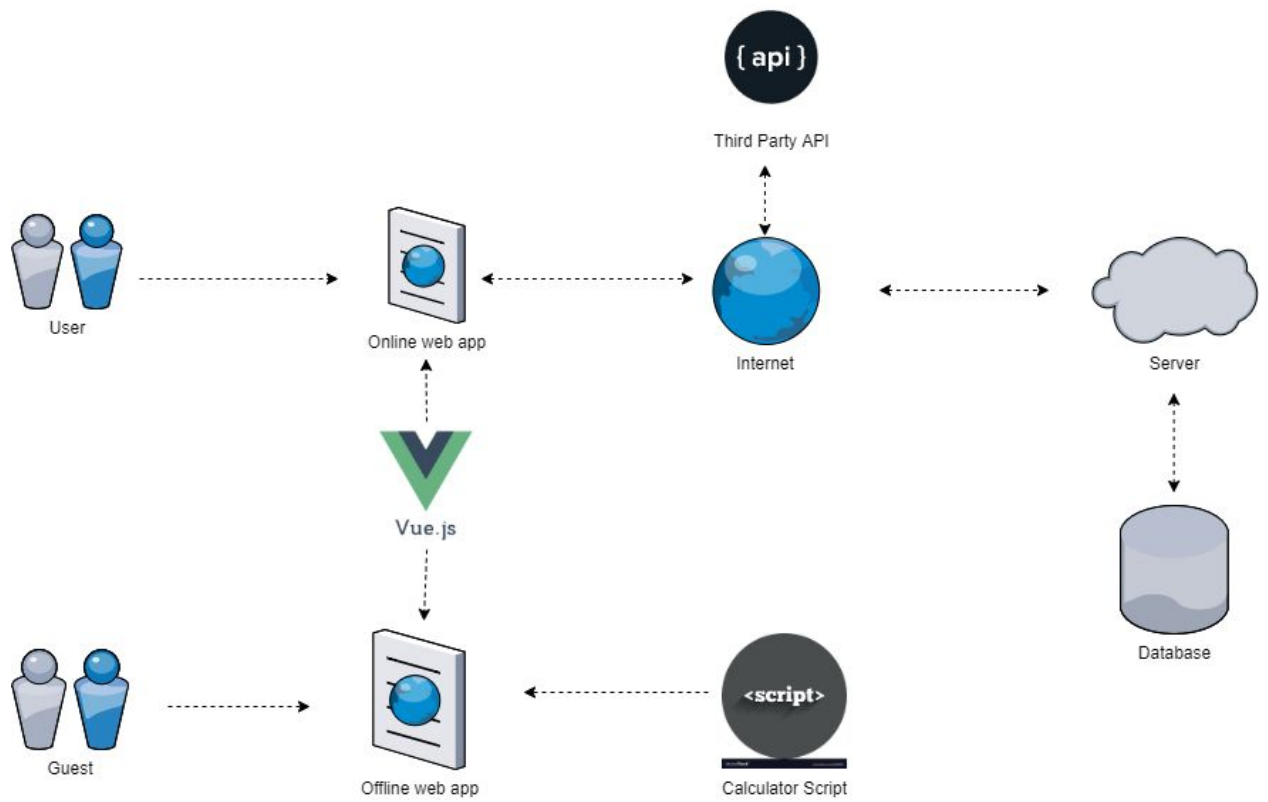 { api }
Third Party API
User
Online web app
Internet
Server
Vue.js
Database
<script>
Guest
Offline web app
Calculator Script